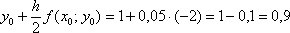 y₀ + h/2 f(x₀; y₀) = 1 + 0,05 · (−2) = 1 − 0,1 = 0,9